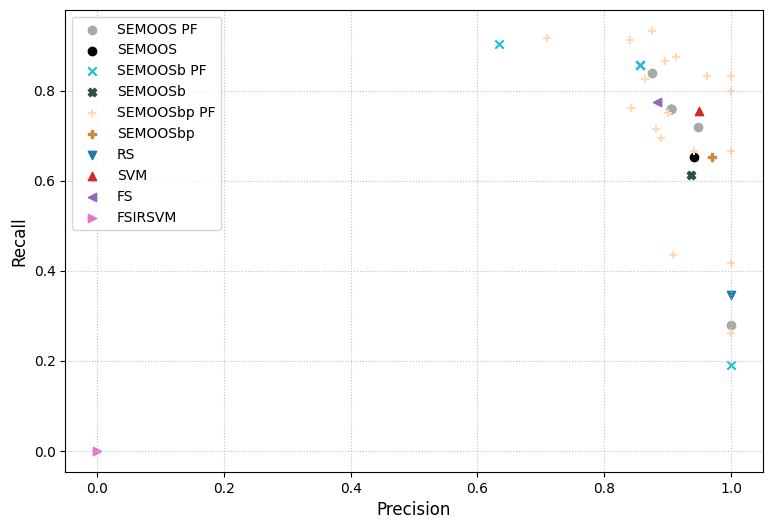 SEMOOS PF
SEMOOS
SEMOOSb PF
SEMOOSb
SEMOOSbp PF
SEMOOSbp
RS
SVM
FS
FSIRSVM
0.8
0.6
0.4
0.2
0.0
Recall
0.0 0.2 0.4 0.6 0.8 1.0
Precision